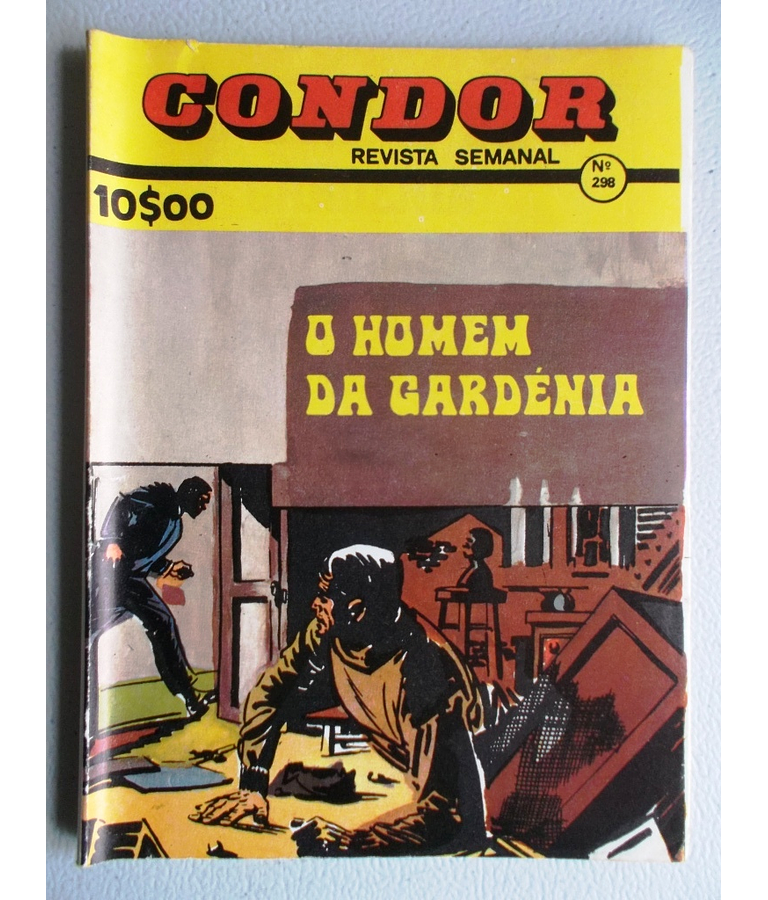 CONDOR
REVISTA SEMANAL
Nº
298
10$00
O HOMEM
DA GARDÉNIA